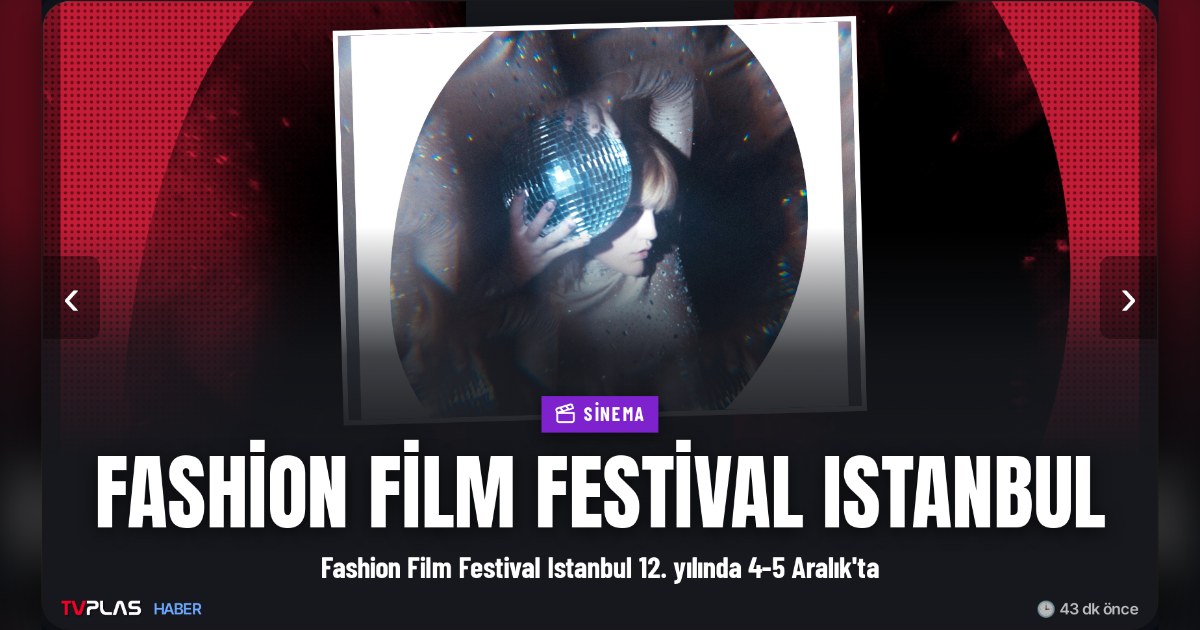 SİNEMA
FASHİON FİLM FESTİVAL ISTANBUL
Fashion Film Festival Istanbul 12. yılında 4-5 Aralık'ta
TVPLAS HABER
43 dk önce